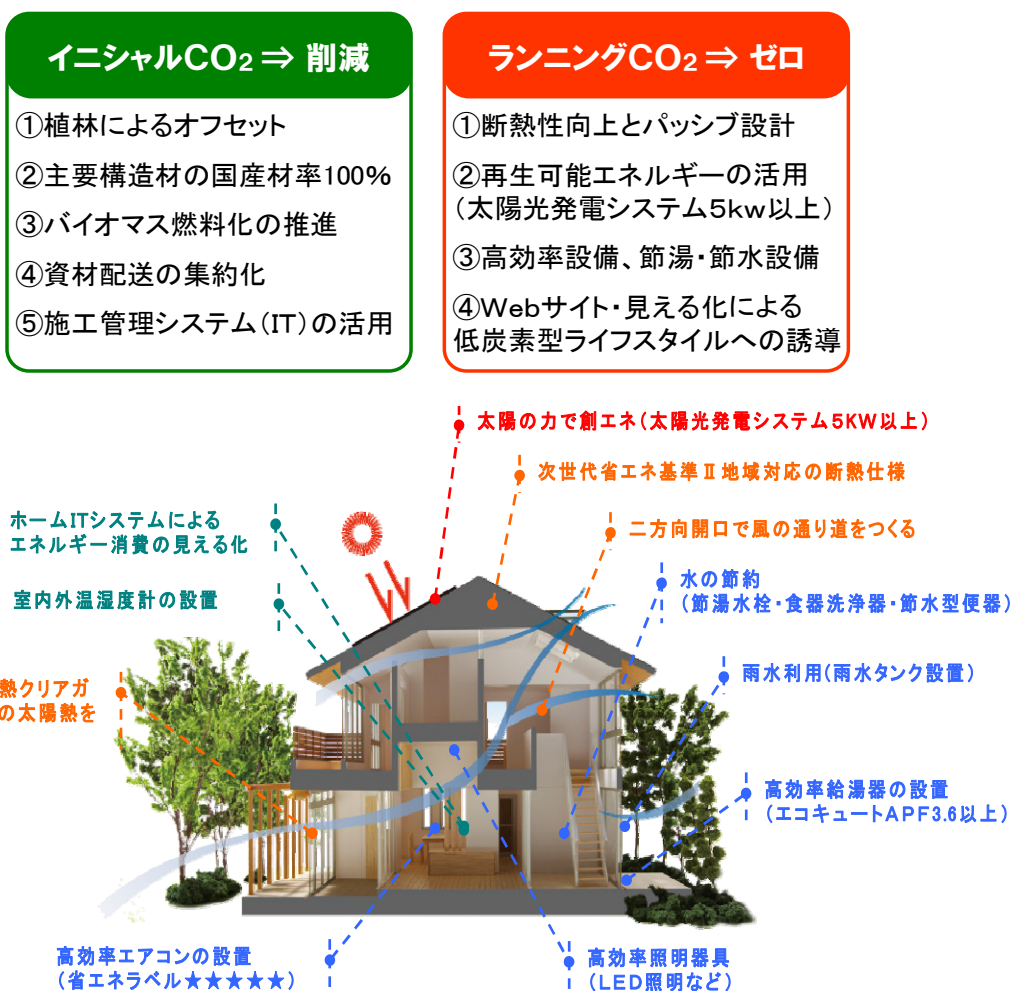 イニシャルCO₂ ⇒ 削減
①植林によるオフセット
②主要構造材の国産材率100%
③バイオマス燃料化の推進
④資材配送の集約化
⑤施工管理システム(IT)の活用
ランニングCO₂ ⇒ ゼロ
①断熱性向上とパッシブ設計
②再生可能エネルギーの活用
(太陽光発電システム5kw以上)
③高効率設備、節湯・節水設備
④Webサイト・見える化による
低炭素型ライフスタイルへの誘導
太陽の力で創エネ(太陽光発電システム5KW以上)
次世代省エネ基準Ⅱ地域対応の断熱仕様
ホームITシステムによる
エネルギー消費の見える化
二方向開口で風の通り道をつくる
室内外温湿度計の設置
水の節約
(節湯水栓・食器洗浄器・節水型便器)
雨水利用(雨水タンク設置)
熱クリアガ
の太陽熱を
高効率給湯器の設置
(エコキュートAPF3.6以上)
高効率エアコンの設置
(省エネラベル★★★★★)
高効率照明器具
(LED照明など)